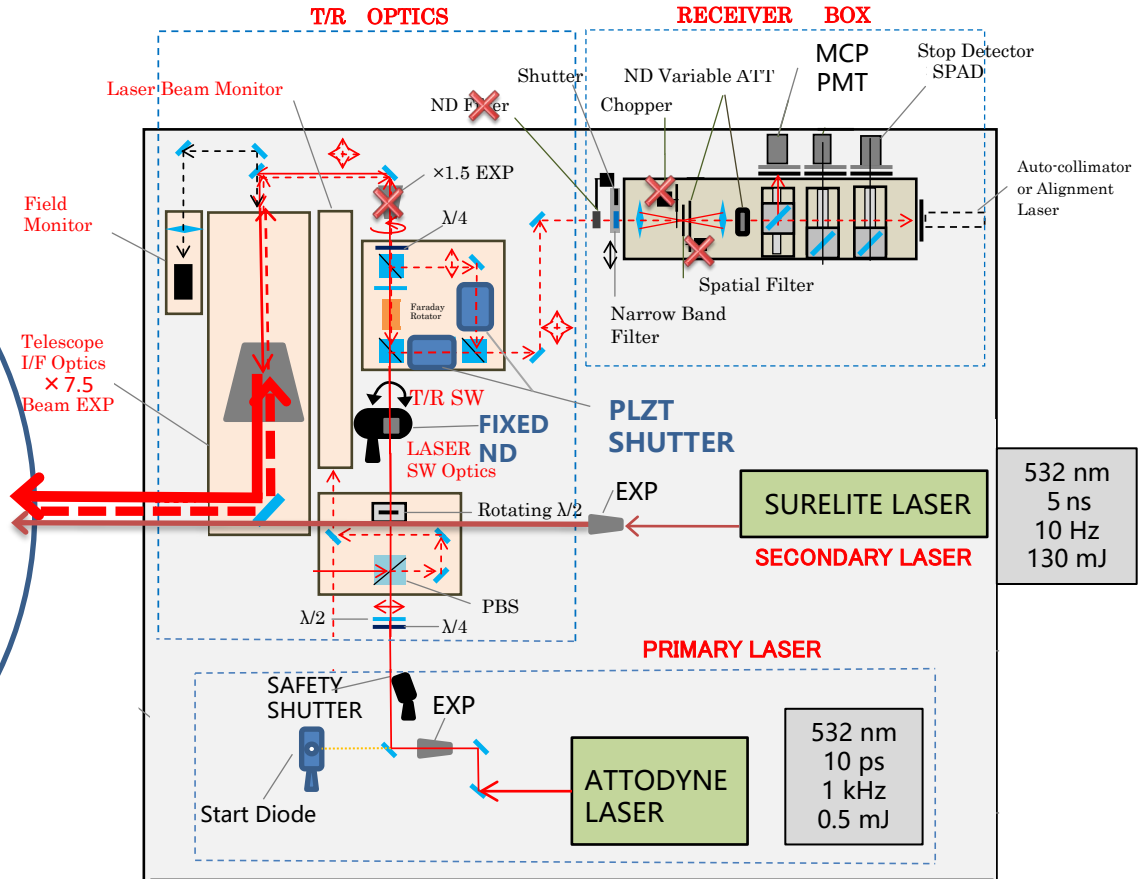 T/R OPTICS
RECEIVER BOX
MCP
PMT
Stop Detector
SPAD
Shutter
ND Variable ATT
Laser Beam Monitor
ND Filter
Chopper
×1.5 EXP
Auto-collimator
or Alignment
Laser
Field
Monitor
λ/4
Spatial Filter
Faraday
Rotator
Narrow Band
Filter
Telescope
I/F Optics
×7.5
Beam EXP
T/R SW
FIXED
ND
PLZT
SHUTTER
LASER
SW Optics
EXP
SURELITE LASER
532 nm
5 ns
10 Hz
130 mJ
Rotating λ/2
SECONDARY LASER
PBS
λ/2
λ/4
PRIMARY LASER
SAFETY
SHUTTER
EXP
532 nm
10 ps
1 kHz
0.5 mJ
ATTODYNE
LASER
Start Diode